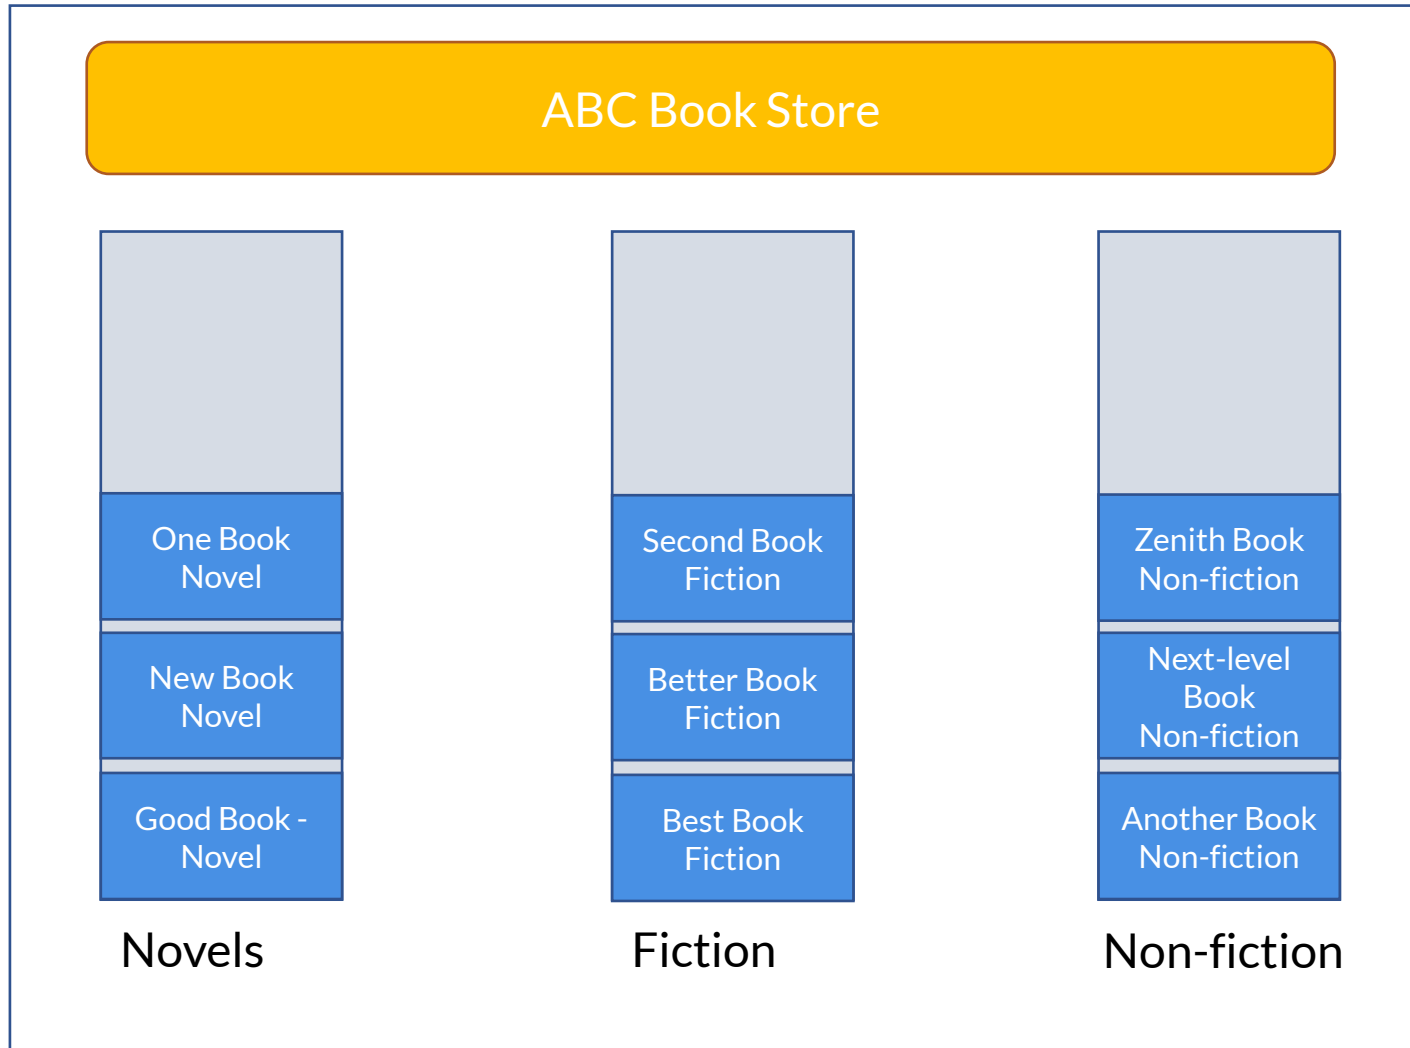 ABC Book Store
One Book
Novel
New Book
Novel
Good Book -
Novel
Novels
Second Book
Fiction
Better Book
Fiction
Best Book
Fiction
Fiction
Zenith Book
Non-fiction
Next-level
Book
Non-fiction
Another Book
Non-fiction
Non-fiction